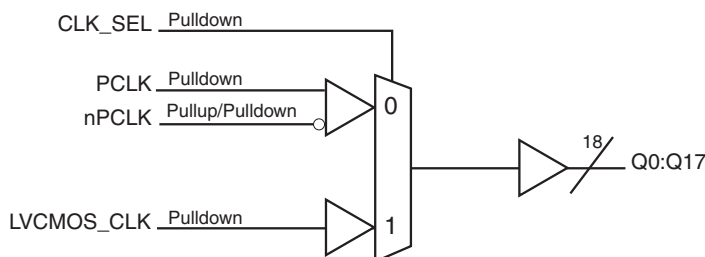 CLK_SEL Pulldown
PCLK Pulldown
nPCLK Pullup/Pulldown
0
18
Q0:Q17
LVCMOS_CLK Pulldown
1